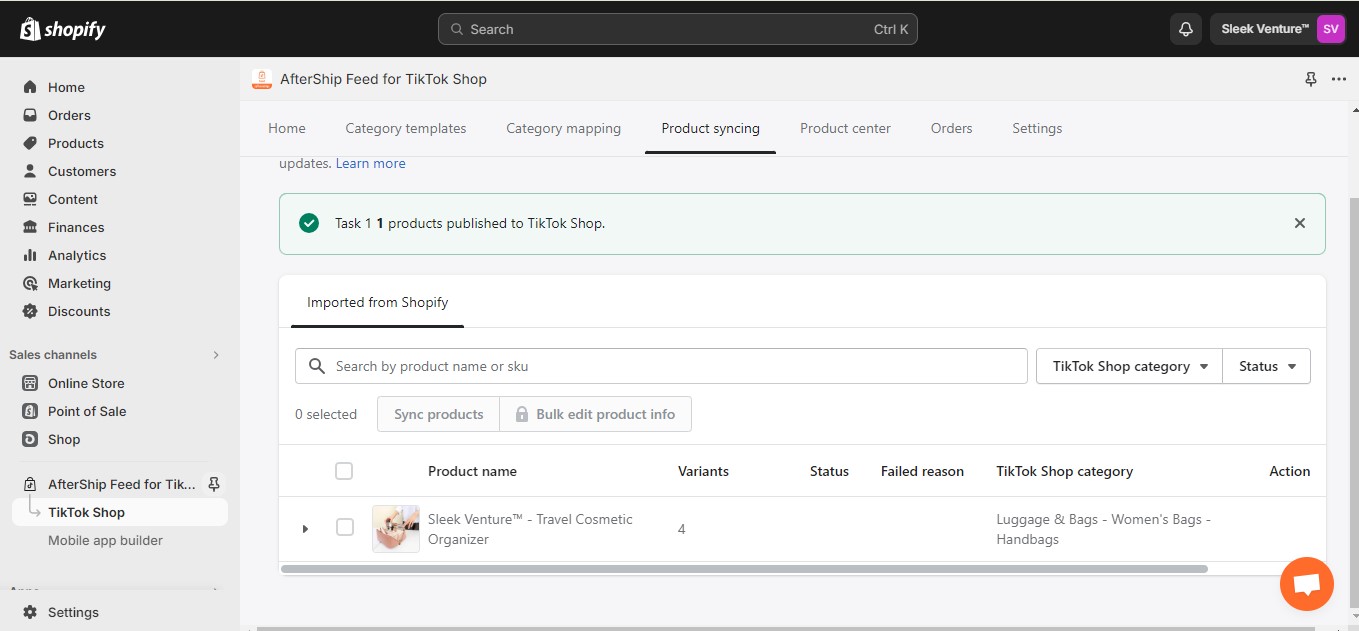 shopify
Search
Ctrl K
Sleek Venture™
SV
Home
Orders
Products
Customers
Content
Finances
Analytics
Marketing
Discounts
Sales channels
Online Store
Point of Sale
Shop
AfterShip Feed for Tik...
TikTok Shop
Mobile app builder
Settings
AfterShip Feed for TikTok Shop
Home
Category templates
Category mapping
Product syncing
Product center
Orders
Settings
updates. Learn more
Task 1 1 products published to TikTok Shop.
Imported from Shopify
Search by product name or sku
TikTok Shop category
Status
0 selected
Sync products
Bulk edit product info
Product name
Variants
Status
Failed reason
TikTok Shop category
Action
Sleek Venture™ - Travel Cosmetic
Organizer
4
Luggage & Bags - Women's Bags -
Handbags